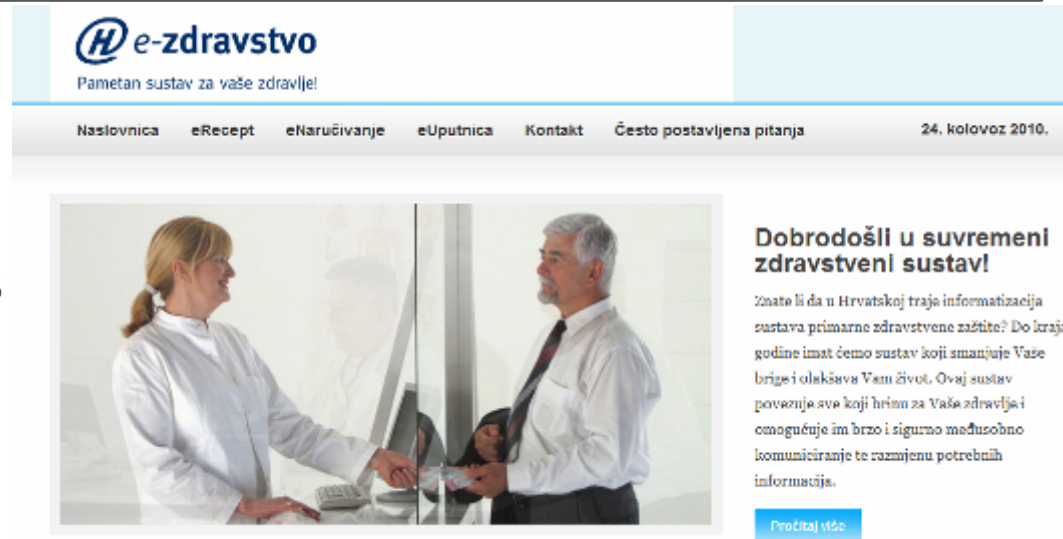 e-zdravstvo
Pametan sustav za vaše zdravlje!
Naslovnica eRecept eNaručivanje eUputnica Kontakt Često postavljena pitanja 24. kolovoz 2010.
Dobrodošli u suvremeni
zdravstveni sustav!
Znate li da u Hrvatskoj traje informatizacija
sustava primarne zdravstvene zaštite? Do kraja
godine imat ćemo sustav koji smanjuje Vaše
brige i olakšava Vam život. Ovaj sustav
povezuje sve koji brinu za Vaše zdravlje i
omogućuje im brzo i sigurno međusobno
komuniciranje te razmjenu potrebnih
informacija.
Pročitaj više